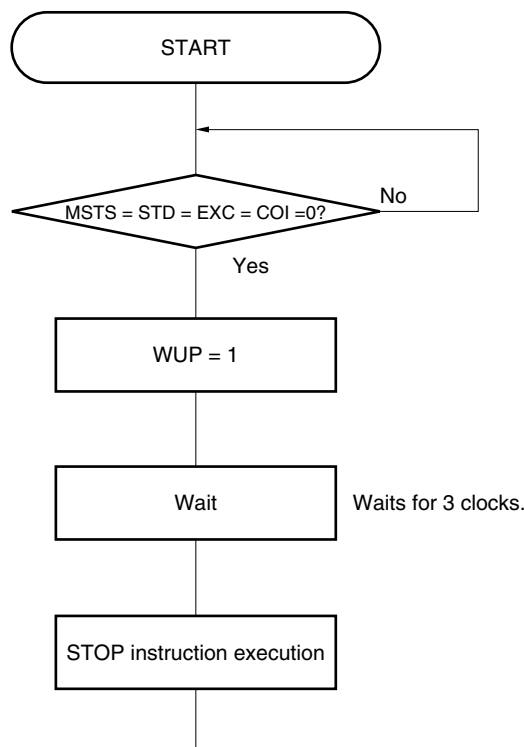 START
MSTS = STD = EXC = COI =0?
No
Yes
WUP = 1
Wait
Waits for 3 clocks.
STOP instruction execution